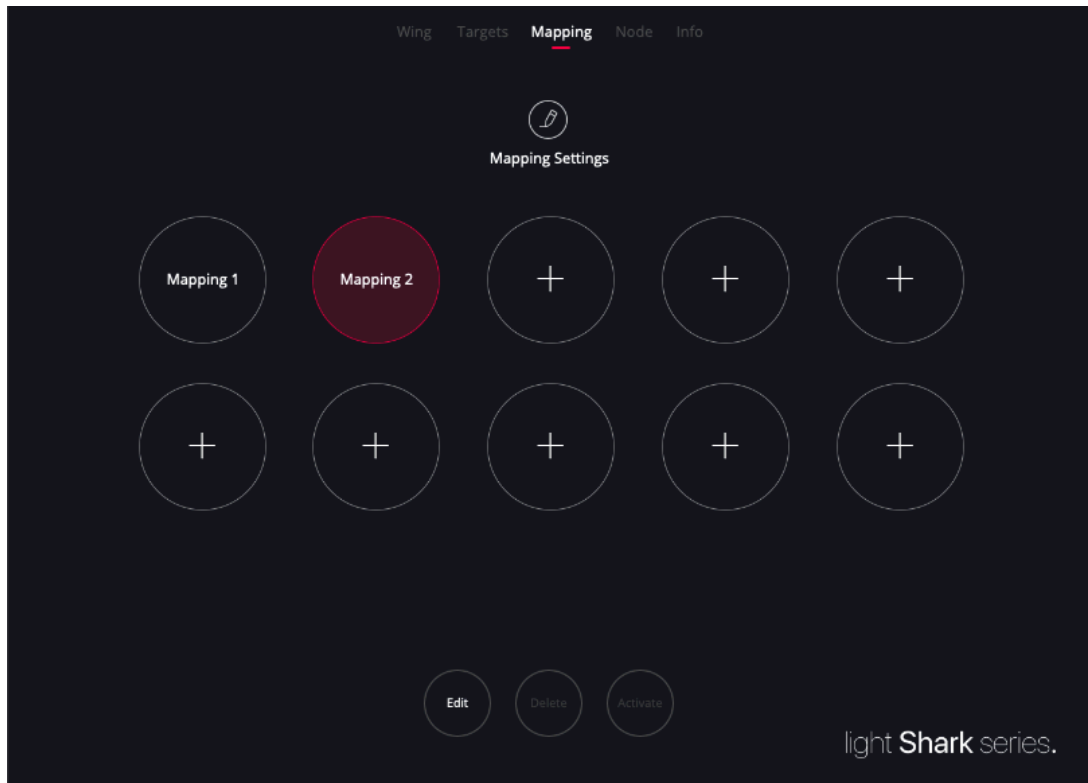 Wing Targets Mapping Node Info
Mapping Settings
Mapping 1 Mapping 2
Edit Delete Activate
light Shark series.